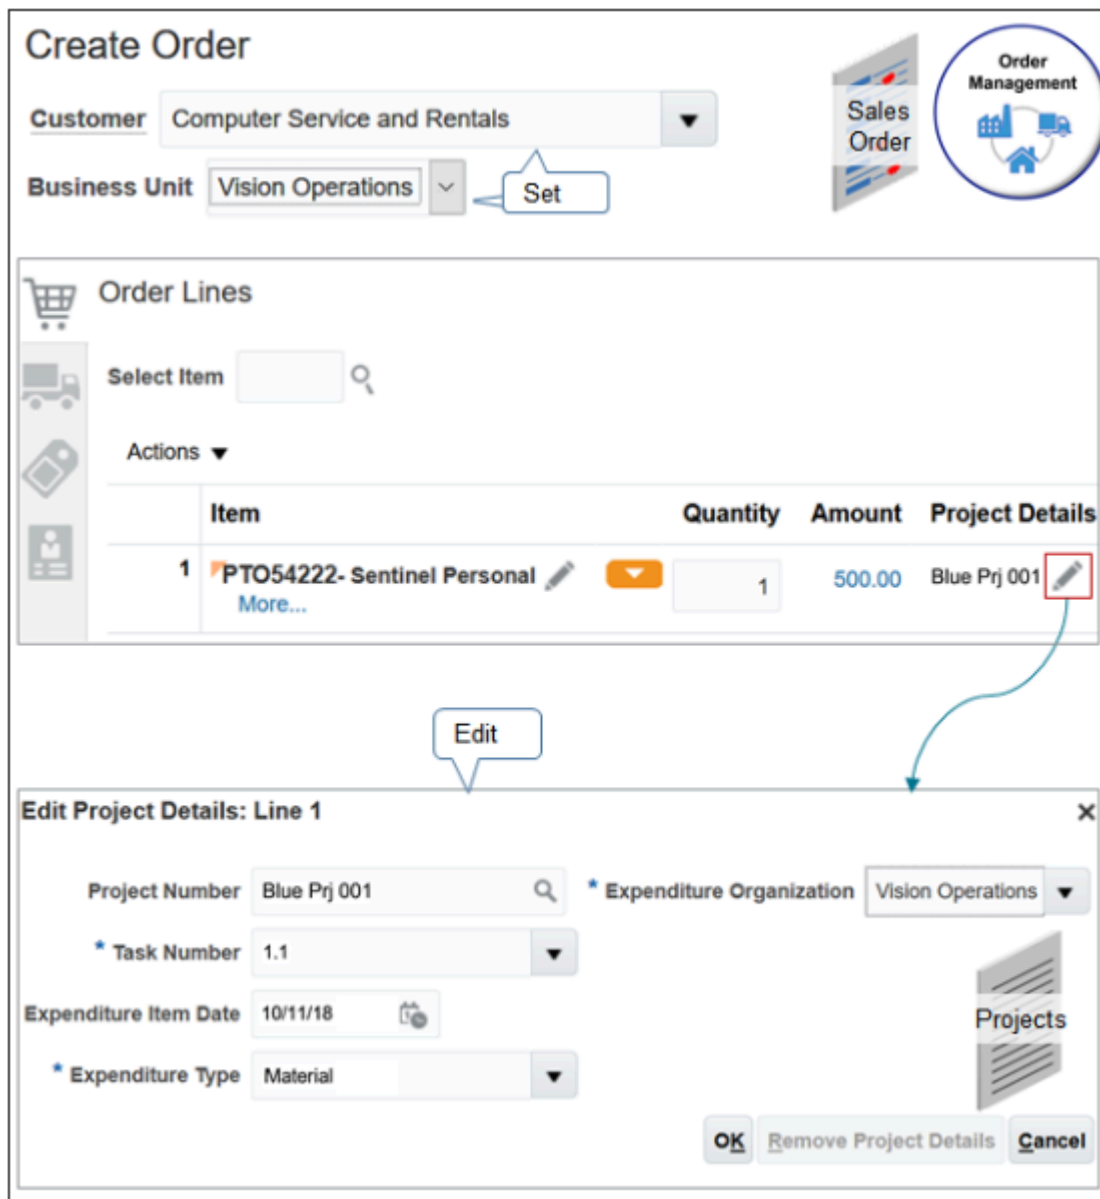 Create Order
Order
Management
Customer Computer Service and Rentals
Sales
Order
Business Unit Vision Operations
Set
Order Lines
Select Item
Actions
Item Quantity Amount Project Details
1 PTO54222- Sentinel Personal 1 500.00 Blue Prj 001
More...
Edit
Edit Project Details: Line 1
Project Number Blue Prj 001 * Expenditure Organization Vision Operations
* Task Number 1.1
Expenditure Item Date 10/11/18
Projects
* Expenditure Type Material
OK Remove Project Details Cancel